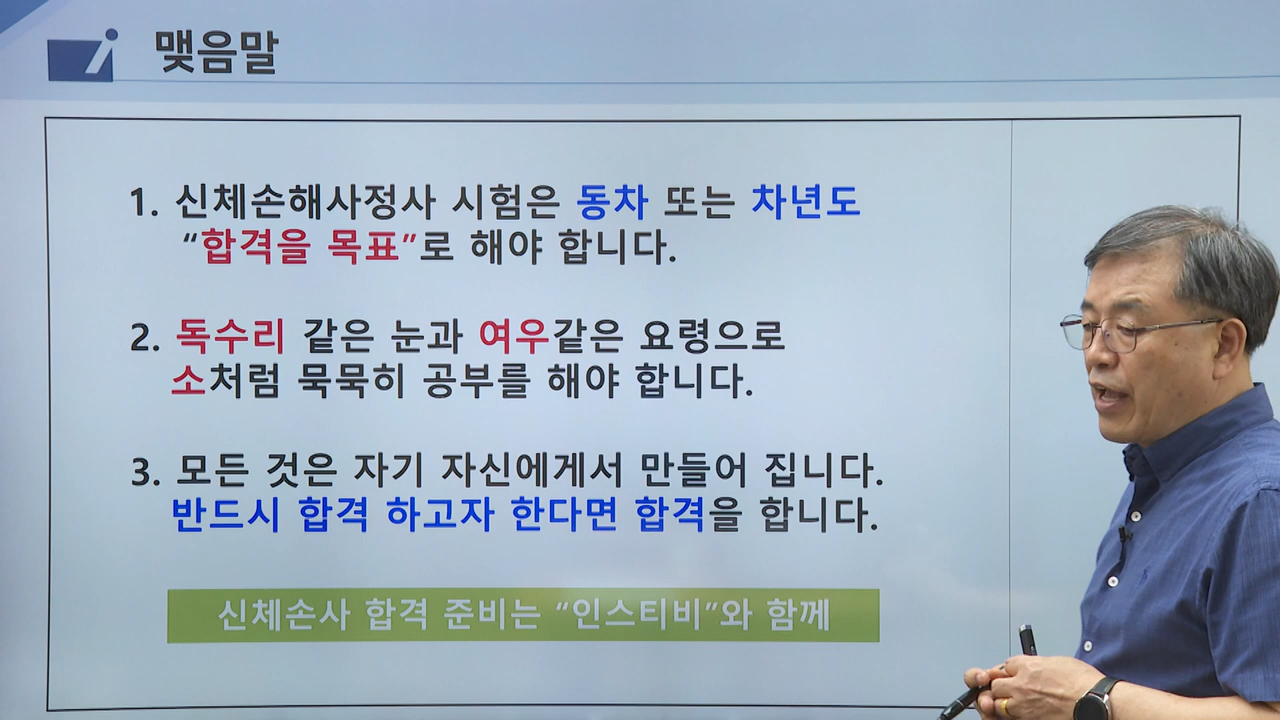 맺음말
1. 신체손해사정사 시험은 동차 또는 차년도
“합격을 목표”로 해야 합니다.
2. 독수리 같은 눈과 여우같은 요령으로
소처럼 묵묵히 공부를 해야 합니다.
3. 모든 것은 자기 자신에게서 만들어 집니다.
반드시 합격 하고자 한다면 합격을 합니다.
신체손사 합격 준비는 “인스티비”와 함께